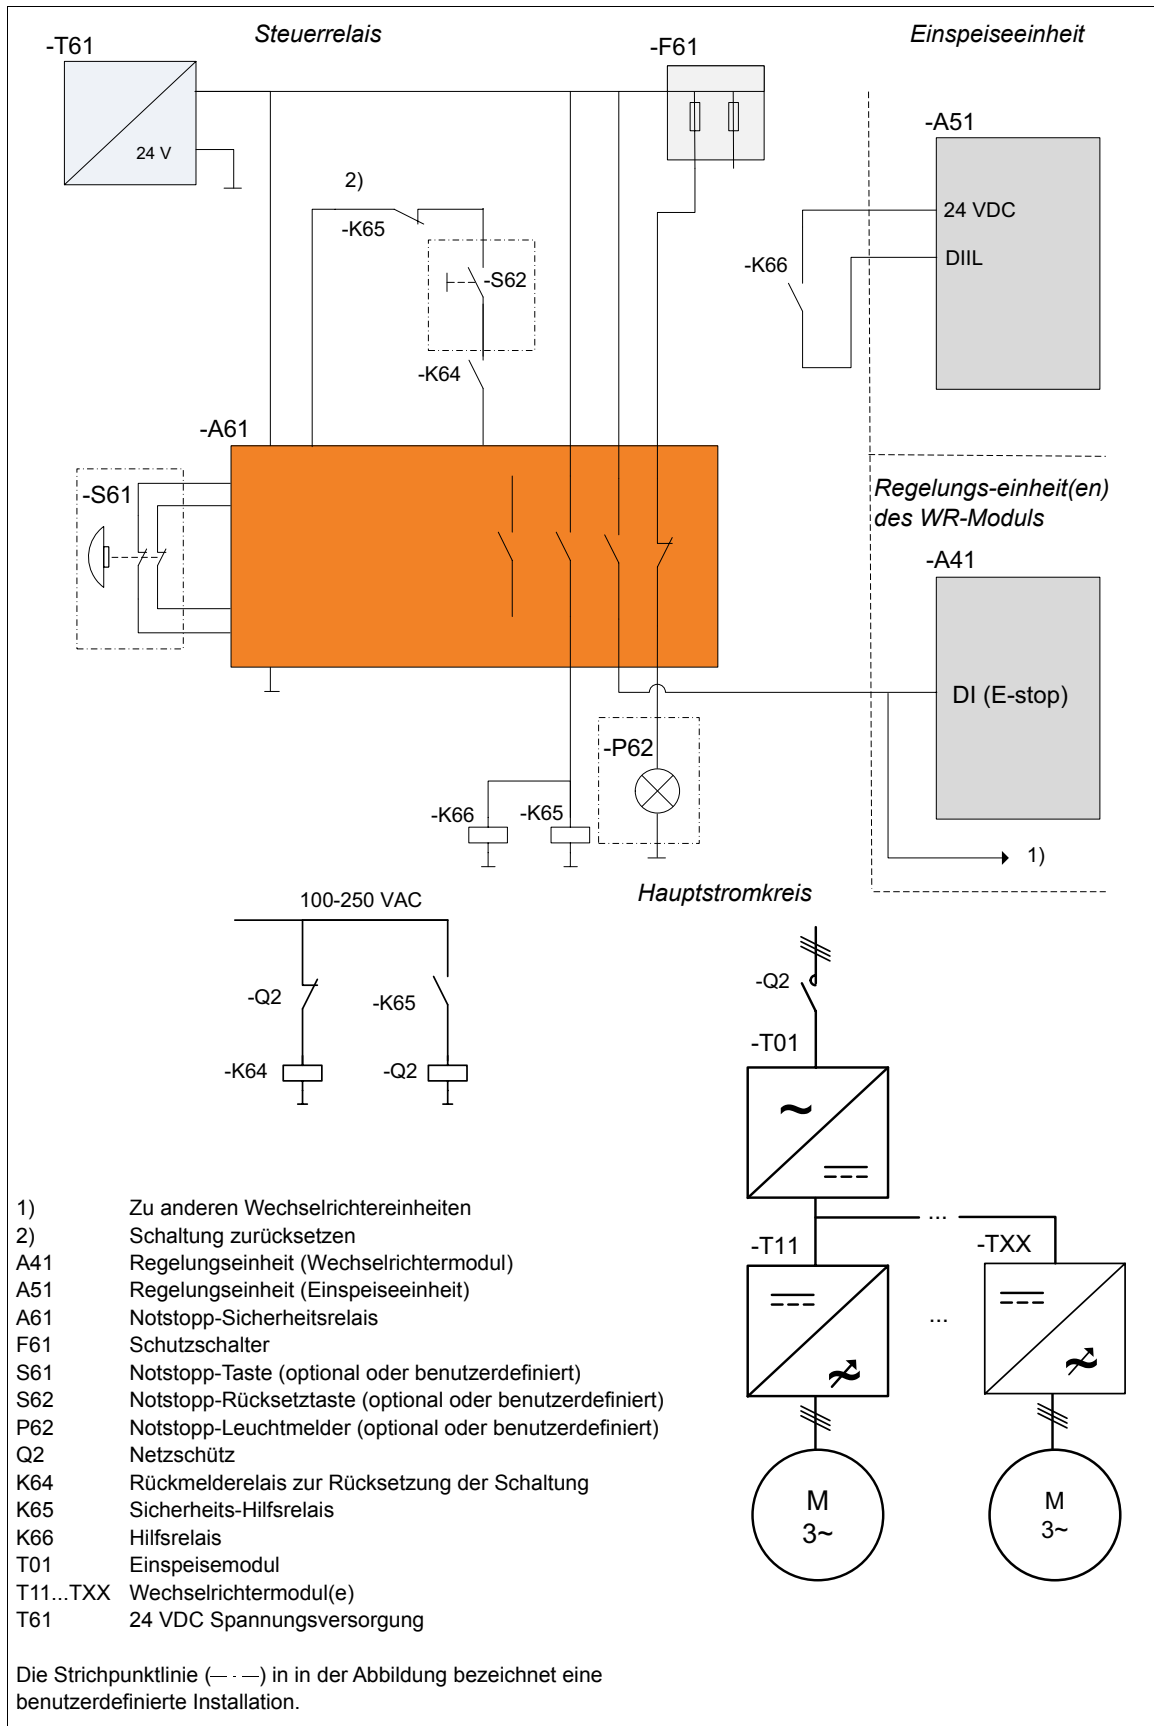 Steuerrelais
Einspeiseeinheit
-T61
-F61
24 V
-A51
2)
-K65
24 VDC
-S62
-K66
DIIL
-K64
-A61
-S61
Regelungs-einheit(en)
des WR-Moduls
-A41
DI (E-stop)
-P62
-K66
-K65
1)
Hauptstromkreis
100-250 VAC
-Q2
-K65
-Q2
-T01
-K64
-Q2
~
...
-T11
-TXX
...
M
3~
M
3~
1) Zu anderen Wechselrichtereinheiten
2) Schaltung zurücksetzen
A41 Regelungseinheit (Wechselrichtermodul)
A51 Regelungseinheit (Einspeiseeinheit)
A61 Notstopp-Sicherheitsrelais
F61 Schutzschalter
S61 Notstopp-Taste (optional oder benutzerdefiniert)
S62 Notstopp-Rücksetztaste (optional oder benutzerdefiniert)
P62 Notstopp-Leuchtmelder (optional oder benutzerdefiniert)
Q2 Netzschütz
K64 Rückmelderelais zur Rücksetzung der Schaltung
K65 Sicherheits-Hilfsrelais
K66 Hilfsrelais
T01 Einspeisemodul
T11...TXX Wechselrichtermodul(e)
T61 24 VDC Spannungsversorgung
Die Strichpunktlinie (— · —) in in der Abbildung bezeichnet eine
benutzerdefinierte Installation.